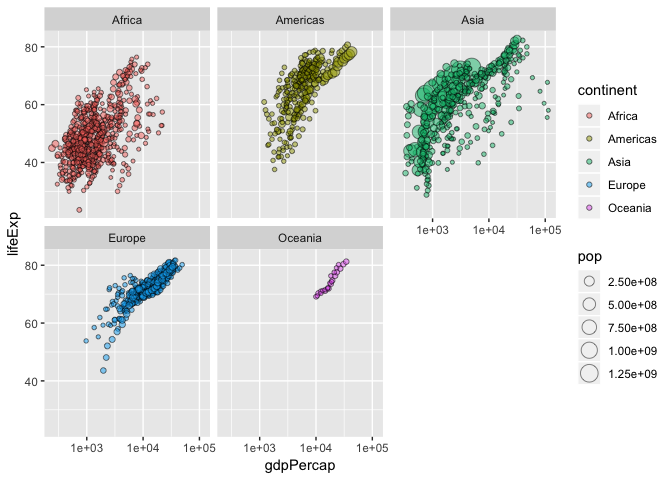 Africa Americas Asia
80
60
40
1e+03 1e+04 1e+05
Europe Oceania
80
60
40
1e+03 1e+04 1e+05 1e+03 1e+04 1e+05
gdpPercap
lifeExp
continent
Africa
Americas
Asia
Europe
Oceania
pop
2.50e+08
5.00e+08
7.50e+08
1.00e+09
1.25e+09